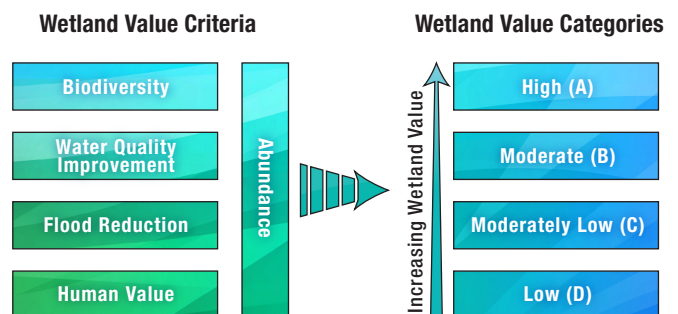 Wetland Value Criteria
Biodiversity
Water Quality
Improvement
Flood Reduction
Human Value
Abundance
Wetland Value Categories
Increasing Wetland Value
High (A)
Moderate (B)
Moderately Low (C)
Low (D)